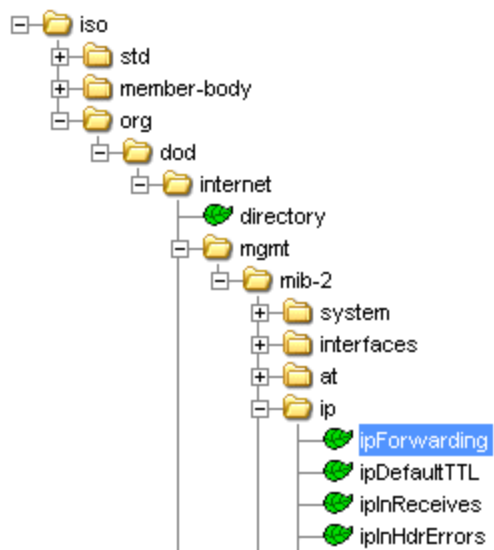 iso
std
member-body
org
dod
internet
directory
mgmt
mib-2
system
interfaces
at
ip
ipForwarding
ipDefaultTTL
ipInReceives
ipInHdrErrors